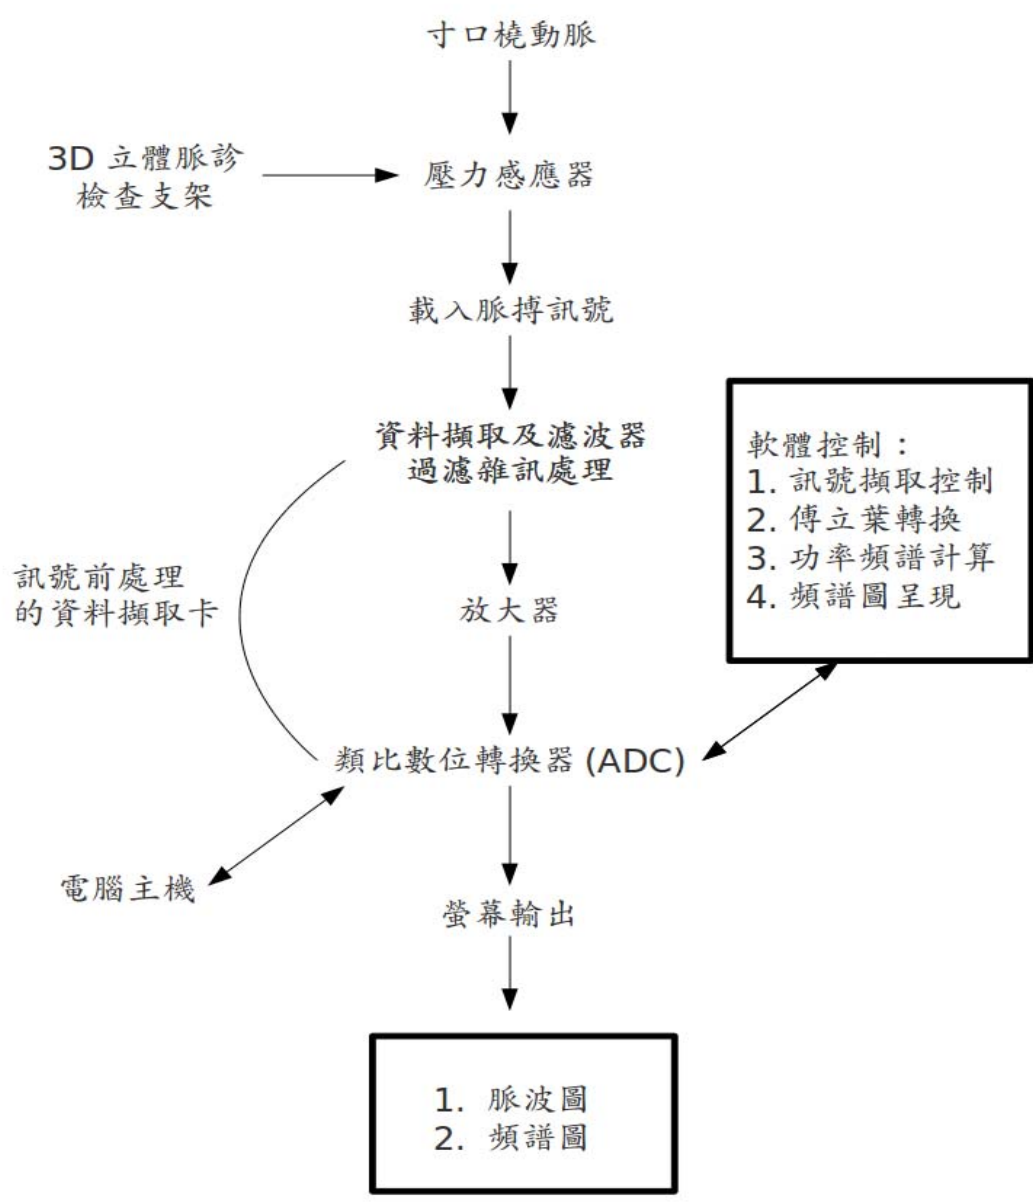 寸口橈動脈
3D 立體脈診
檢查支架
壓力感應器
載入脈搏訊號
資料擷取及濾波器
過濾雜訊處理
軟體控制：
1. 訊號擷取控制
2. 傅立葉轉換
3. 功率頻譜計算
4. 頻譜圖呈現
訊號前處理
的資料擷取卡
放大器
類比數位轉換器 (ADC)
電腦主機
螢幕輸出
1. 脈波圖
2. 頻譜圖